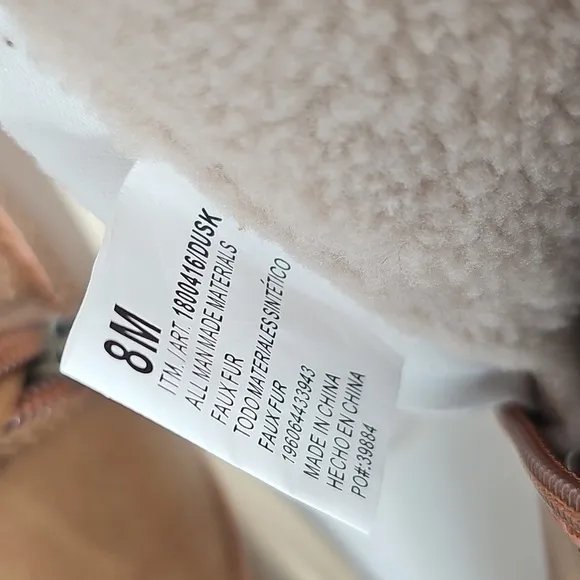 8M
ITM./ART. 1800416/DUSK
ALL MAN MADE MATERIALS
FAUX FUR
TODO MATERIALES SINTÉTICO
FAUX FUR
196064433943
MADE IN CHINA
HECHO EN CHINA
PO#:39884